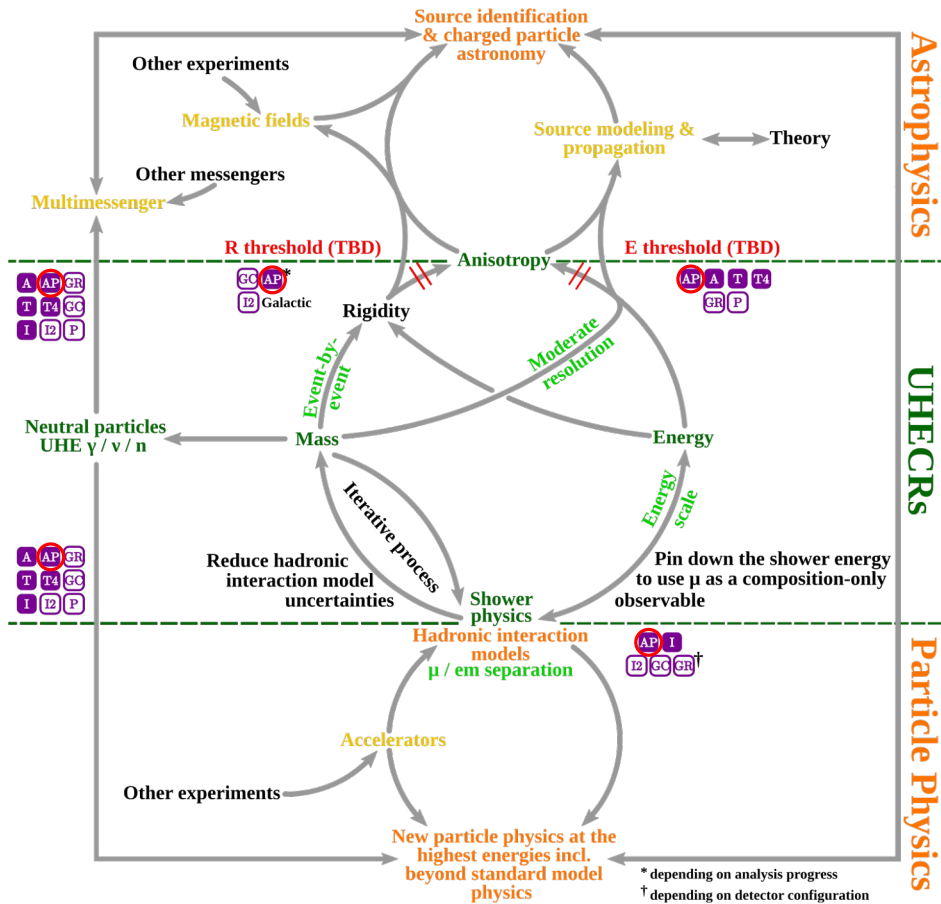 Source identification
& charged particle
astronomy
Astrophysics
Other experiments
Magnetic fields
Source modeling &
propagation
Theory
Other messengers
Multimessenger
R threshold (TBD)
E threshold (TBD)
Anisotropy
A AP GR
T T4 GC
I I2 P
GC AP *
I2 Galactic
AP A T T4
GR P
Rigidity
Moderate
resolution
Event-by-
event
UHECRs
Neutral particles
UHE γ / ν / n
Mass
Energy
Energy
scale
Iterative process
A AP GR
T T4 GC
I I2 P
Reduce hadronic
interaction model
uncertainties
Pin down the shower energy
to use μ as a composition-only
observable
Shower
physics
Hadronic interaction
models
μ / em separation
AP I
I2 GC GR †
Particle Physics
Accelerators
Other experiments
New particle physics at the
highest energies incl.
beyond standard model
physics
* depending on analysis progress
† depending on detector configuration